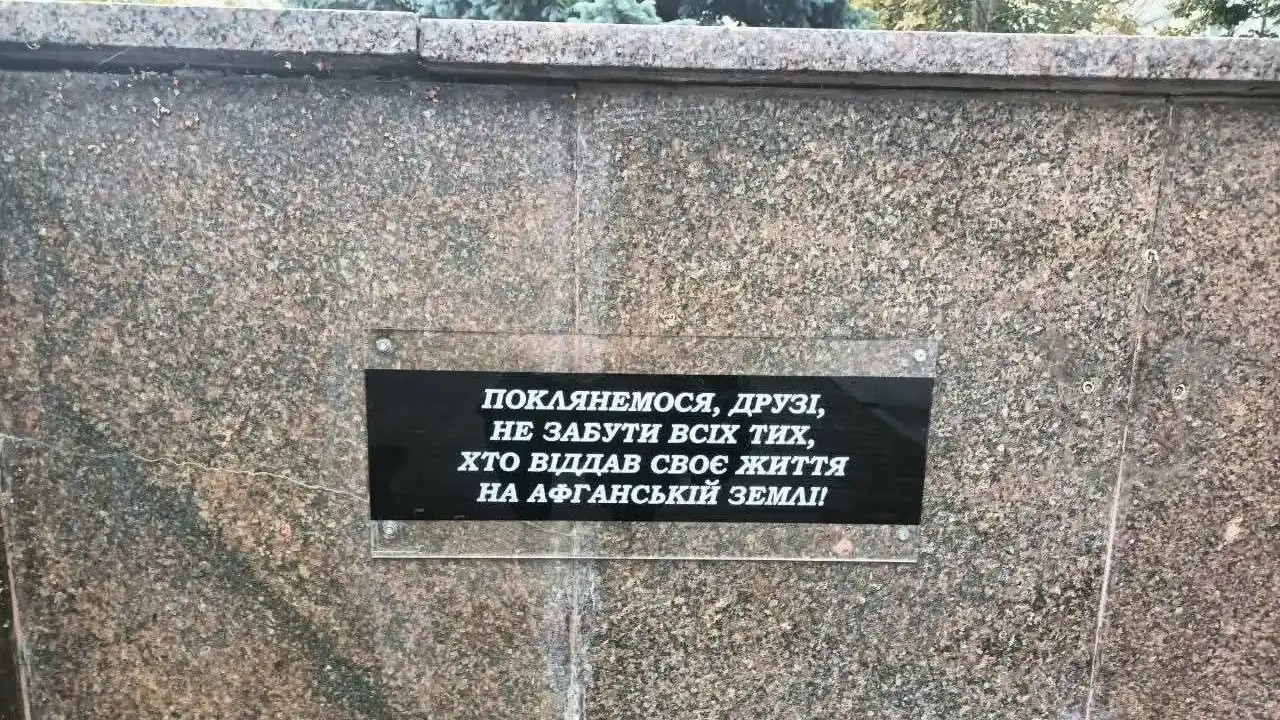 ПОКЛЯНЕМОСЯ, ДРУЗІ,
НЕ ЗАБУТИ ВСІХ ТИХ,
ХТО ВІДДАВ СВОЄ ЖИТТЯ
НА АФГАНСЬКІЙ ЗЕМЛІ!